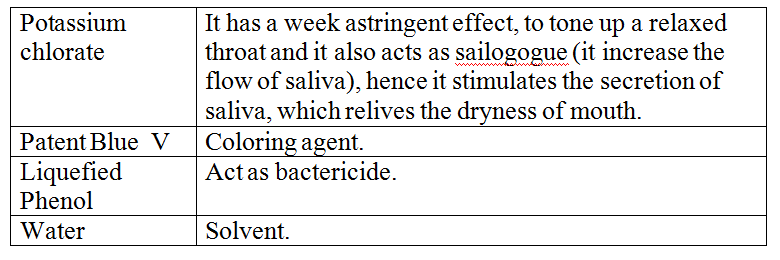 Potassium chlorate
It has a week astringent effect, to tone up a relaxed
throat and it also acts as sailogogue (it increase the
flow of saliva), hence it stimulates the secretion of
saliva, which relives the dryness of mouth.
Patent Blue V
Coloring agent.
Liquefied
Phenol
Act as bactericide.
Water
Solvent.